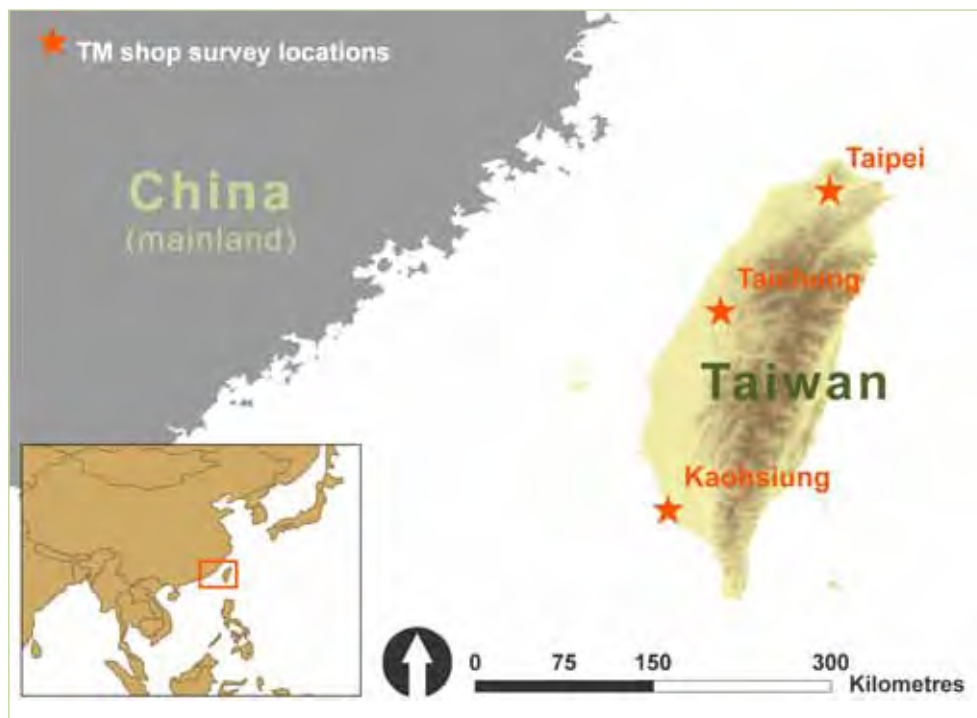 TM shop survey locations
China
(mainland)
Taipei
Taichung
Taiwan
Kaohsiung
0 75 150 300
Kilometres